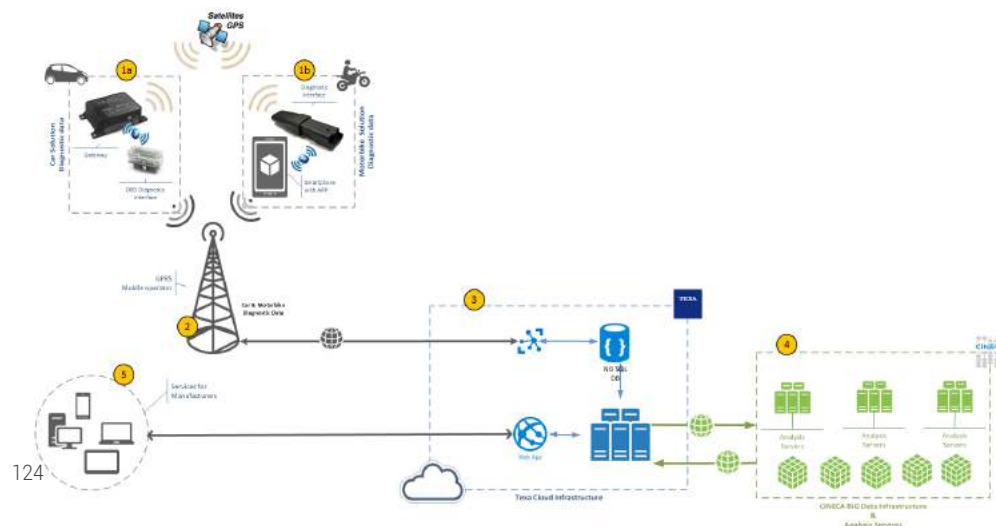 Satellites
GPS
1a
1b
Car Solution
Diagnostic data
Gateway
OBD Diagnostic
Interface
Diagnostic
Interface
Smartphone
with APP
Motorbike Solution
Diagnostic data
GPRS
Mobile operator
Car & Motorbike
Diagnostic Data
2
3
TEXA
NO SQL
DB
Web App
Texa Cloud Infrastructure
4
Analysis
Servers
Analysis
Servers
Analysis
Servers
CINECA BIG Data Infrastructure
&
Analysis Services
5
Services for
Manufacturers
124